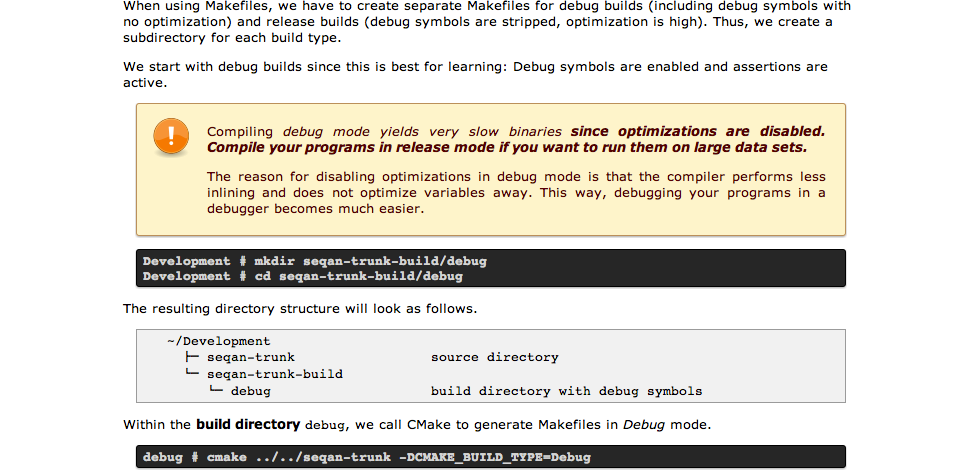 When using Makefiles, we have to create separate Makefiles for debug builds (including debug symbols with
no optimization) and release builds (debug symbols are stripped, optimization is high). Thus, we create a
subdirectory for each build type.
We start with debug builds since this is best for learning: Debug symbols are enabled and assertions are
active.
Compiling debug mode yields very slow binaries since optimizations are disabled.
Compile your programs in release mode if you want to run them on large data sets.
The reason for disabling optimizations in debug mode is that the compiler performs less
inlining and does not optimize variables away. This way, debugging your programs in a
debugger becomes much easier.
Development # mkdir seqan-trunk-build/debug
Development # cd seqan-trunk-build/debug
The resulting directory structure will look as follows.
~/Development
├─ seqan-trunk source directory
└─ seqan-trunk-build
└─ debug build directory with debug symbols
Within the build directory debug, we call CMake to generate Makefiles in Debug mode.
debug # cmake ../../seqan-trunk -DCMAKE_BUILD_TYPE=Debug